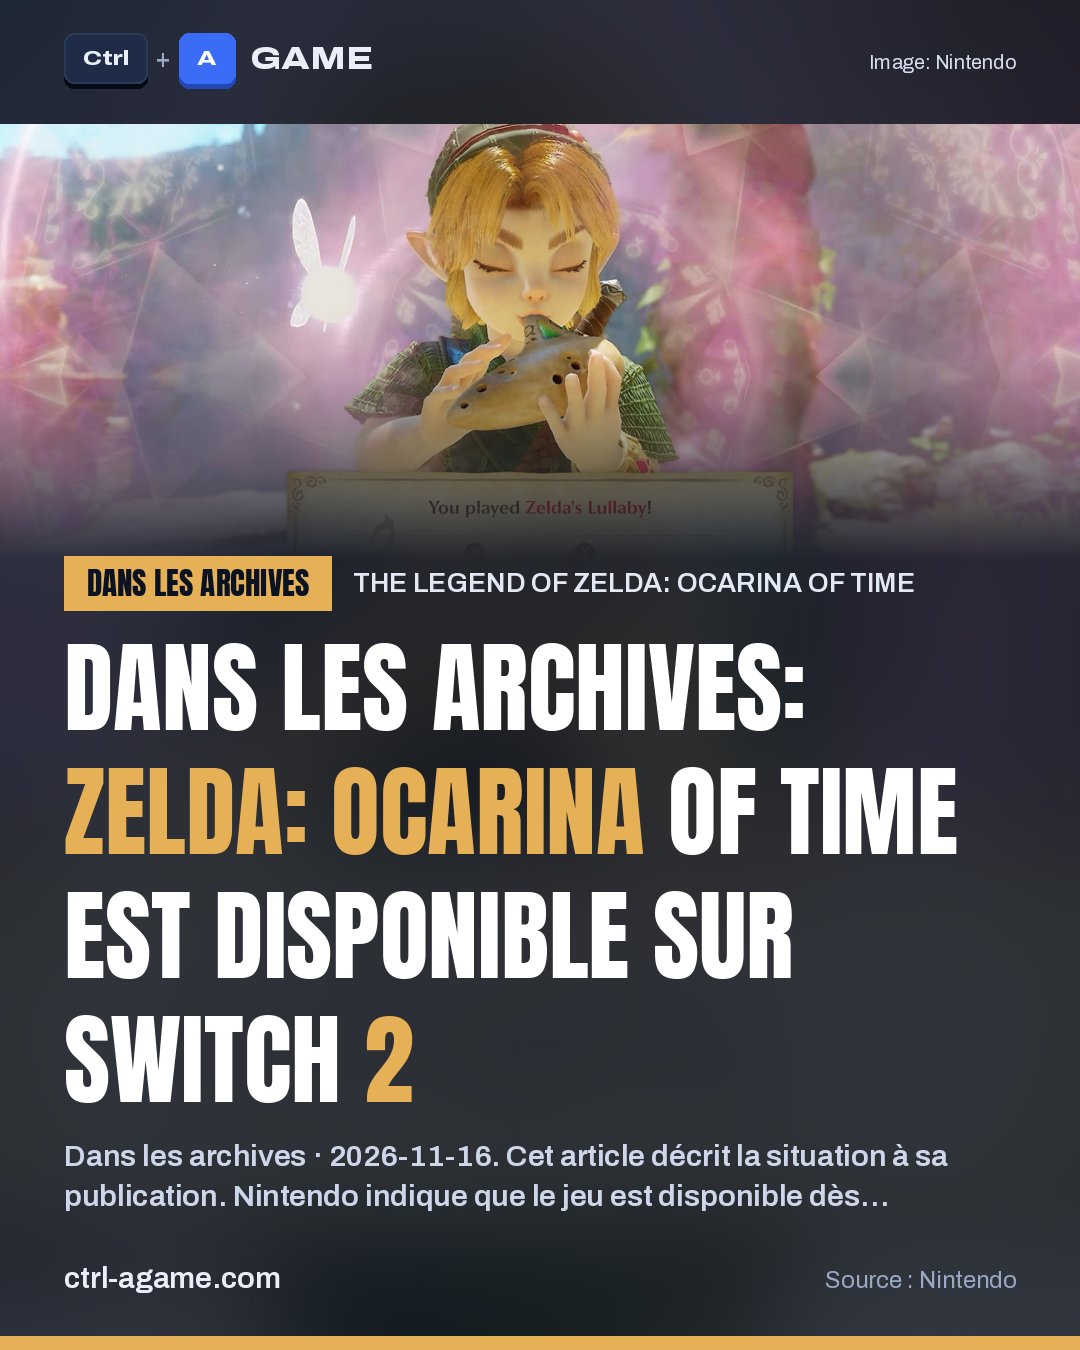 Ctrl + A GAME
Image: Nintendo
You played Zelda's Lullaby!
DANS LES ARCHIVES
THE LEGEND OF ZELDA: OCARINA OF TIME
DANS LES ARCHIVES:
ZELDA: OCARINA OF TIME
EST DISPONIBLE SUR
SWITCH 2
Dans les archives · 2026-11-16. Cet article décrit la situation à sa
publication. Nintendo indique que le jeu est disponible dès...
ctrl-agame.com
Source : Nintendo